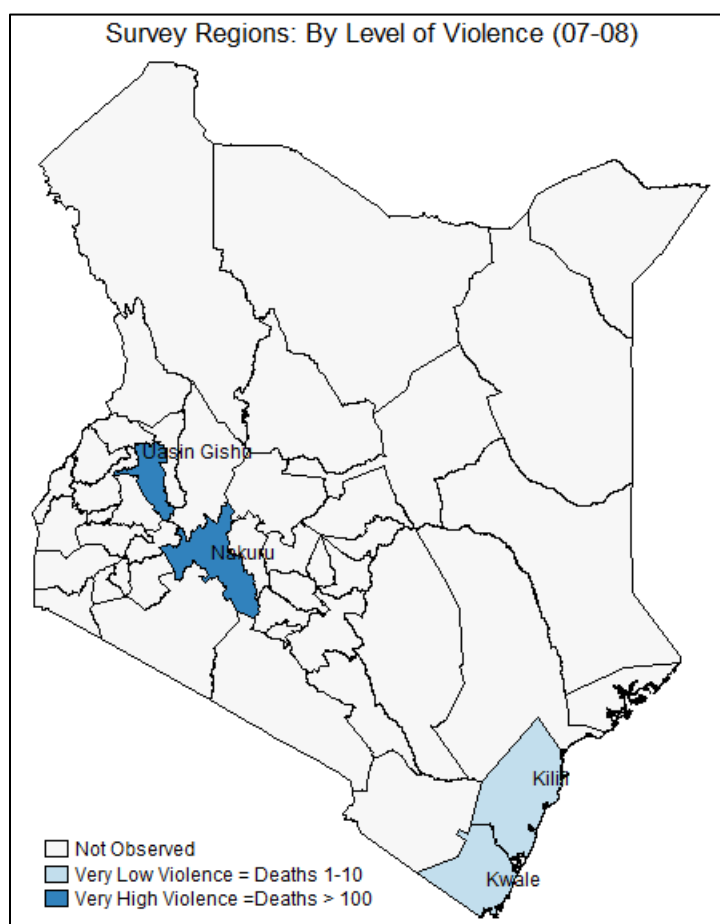 Survey Regions: By Level of Violence (07-08)
Uasin Gishu
Nakuru
Kilifi
Kwale
Not Observed
Very Low Violence = Deaths 1-10
Very High Violence =Deaths > 100